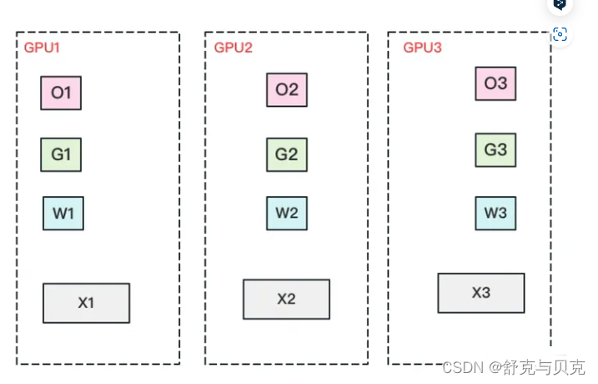 GPU1
GPU2
GPU3
O1
O2
O3
G1
G2
G3
W1
W2
W3
X1
X2
X3
CSDN @舒克与贝克